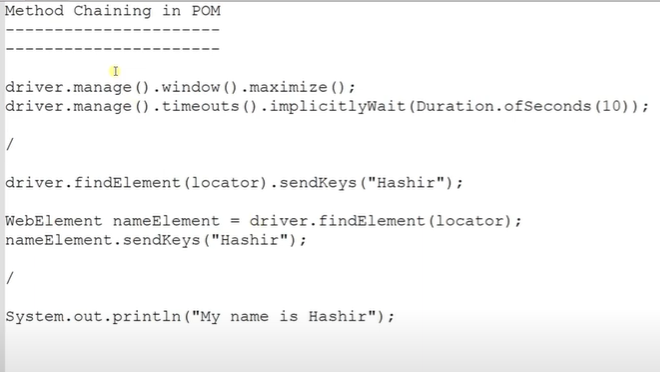 Method Chaining in POM
----------------------
----------------------
driver.manage().window().maximize();
driver.manage().timeouts().implicitlyWait(Duration.ofSeconds(10));
/
driver.findElement(locator).sendKeys("Hashir");
WebElement nameElement = driver.findElement(locator);
nameElement.sendKeys("Hashir");
/
System.out.println("My name is Hashir");